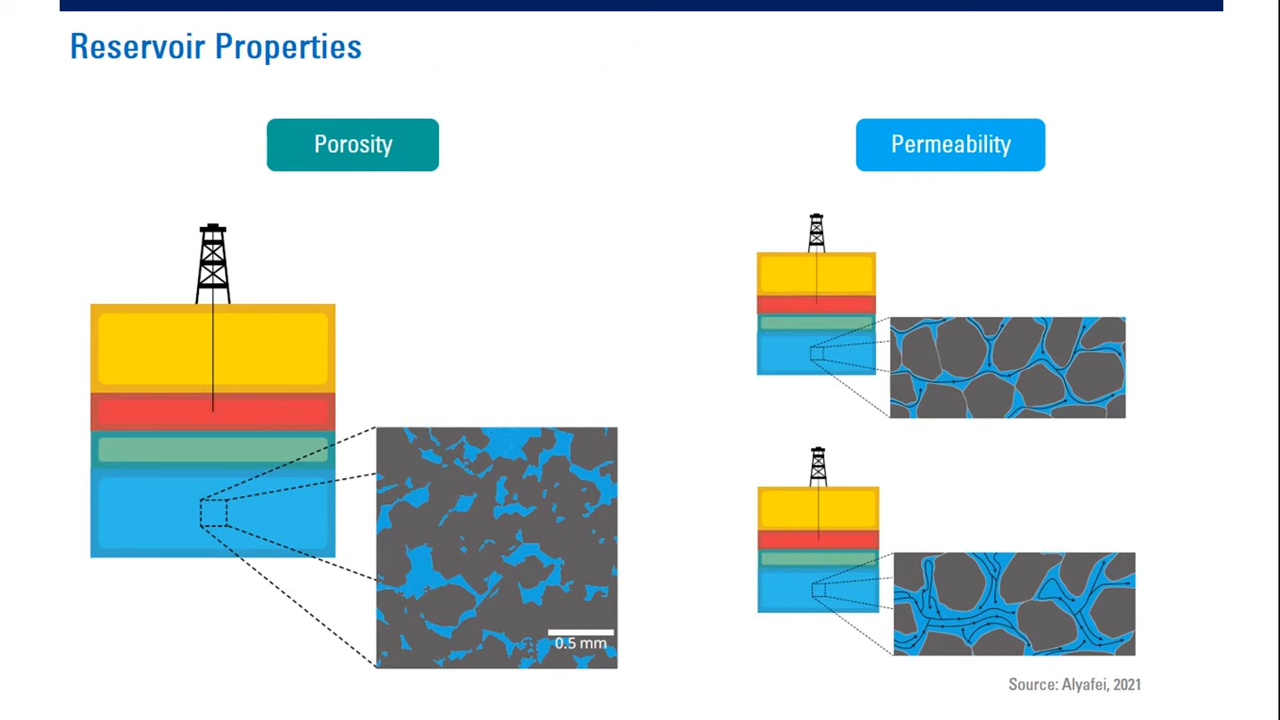 Reservoir Properties
Porosity
Permeability
0.5 mm
Source: Alyafei, 2021